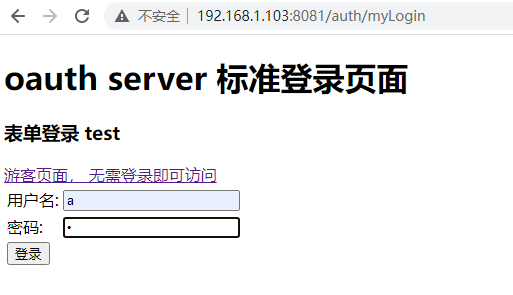 不安全 192.168.1.103:8081/auth/myLogin
oauth server 标准登录页面
表单登录 test
游客页面， 无需登录即可访问
用户名: a
密码: •
登录